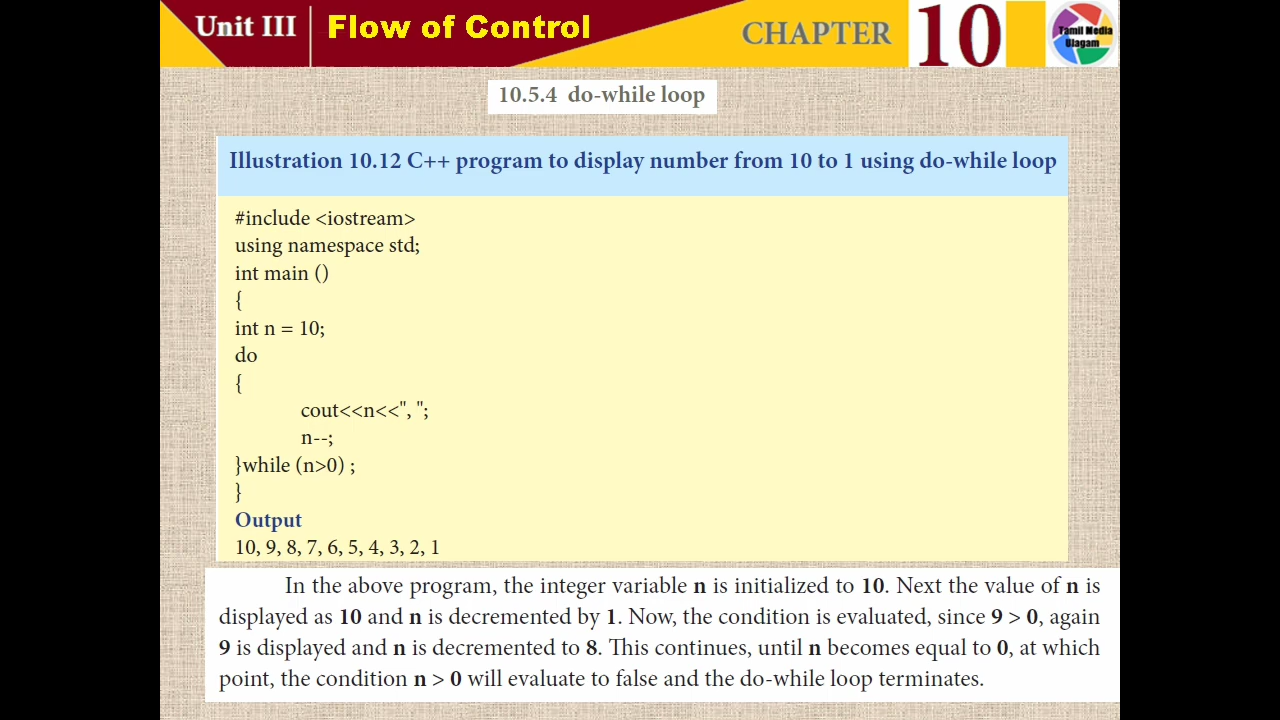 Unit III
Flow of Control
CHAPTER
10
Tamil Media
Ulagam
10.5.4 do-while loop
Illustration 10.12 C++ program to display number from 10 to 1 using do-while loop
#include <iostream>
using namespace std;
int main ()
{
int n = 10;
do
{
cout<<n<<", ";
n--;
}while (n>0) ;
}
Output
10, 9, 8, 7, 6, 5, 4, 3, 2, 1
In the above program, the integer variable n is initialized to 10. Next the value of n is
displayed as 10 and n is decremented by 1. Now, the condition is evaluated, since 9 > 0, again
9 is displayed and n is decremented to 8. This continues, until n becomes equal to 0, at which
point, the condition n > 0 will evaluate to false and the do-while loop terminates.